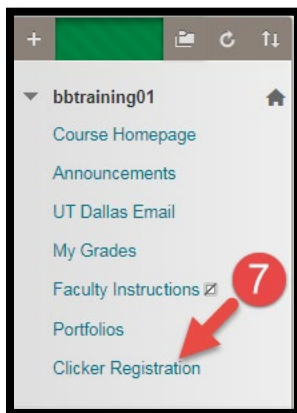 bbtraining01
Course Homepage
Announcements
UT Dallas Email
My Grades
Faculty Instructions
7
Portfolios
Clicker Registration